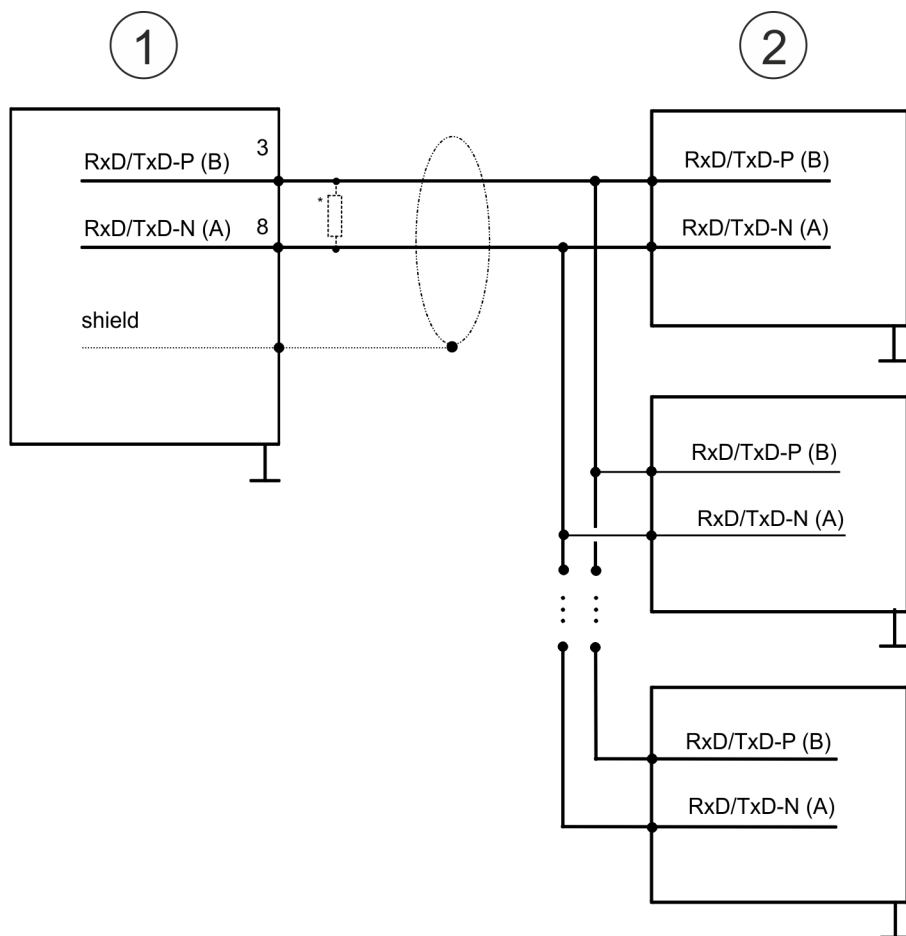 1
2
RxD/TxD-P (B)
3
RxD/TxD-N (A)
8
*
shield
RxD/TxD-P (B)
RxD/TxD-N (A)
RxD/TxD-P (B)
RxD/TxD-N (A)
RxD/TxD-P (B)
RxD/TxD-N (A)